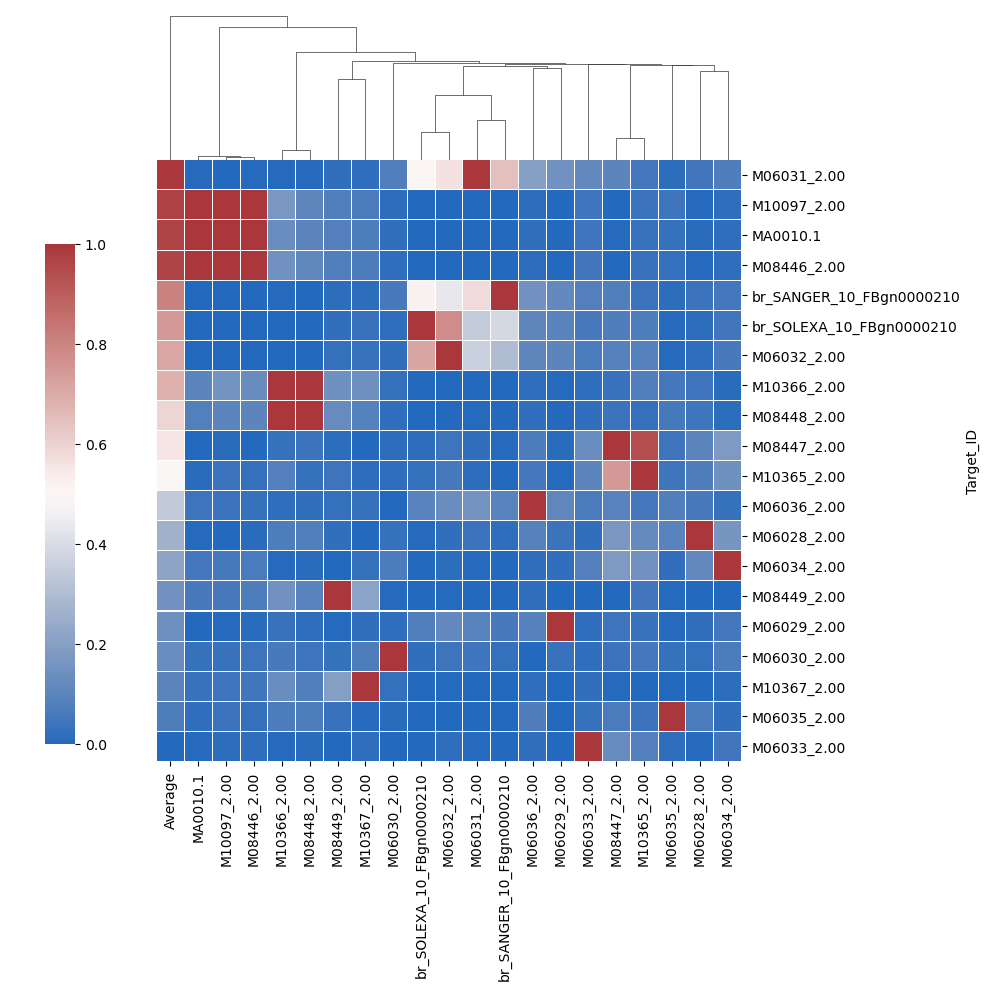 M06031_2.00
M10097_2.00
MA0010.1
M08446_2.00
br_SANGER_10_FBgn0000210
br_SOLEXA_10_FBgn0000210
M06032_2.00
M10366_2.00
M08448_2.00
M08447_2.00
M10365_2.00
M06036_2.00
M06028_2.00
M06034_2.00
M08449_2.00
M06029_2.00
M06030_2.00
M10367_2.00
M06035_2.00
M06033_2.00
Target_ID
1.0
0.8
0.6
0.4
0.2
0.0
Average
MA0010.1
M10097_2.00
M08446_2.00
M10366_2.00
M08448_2.00
M08449_2.00
M10367_2.00
M06030_2.00
br_SOLEXA_10_FBgn0000210
M06032_2.00
M06031_2.00
br_SANGER_10_FBgn0000210
M06036_2.00
M06029_2.00
M06033_2.00
M08447_2.00
M10365_2.00
M06035_2.00
M06028_2.00
M06034_2.00